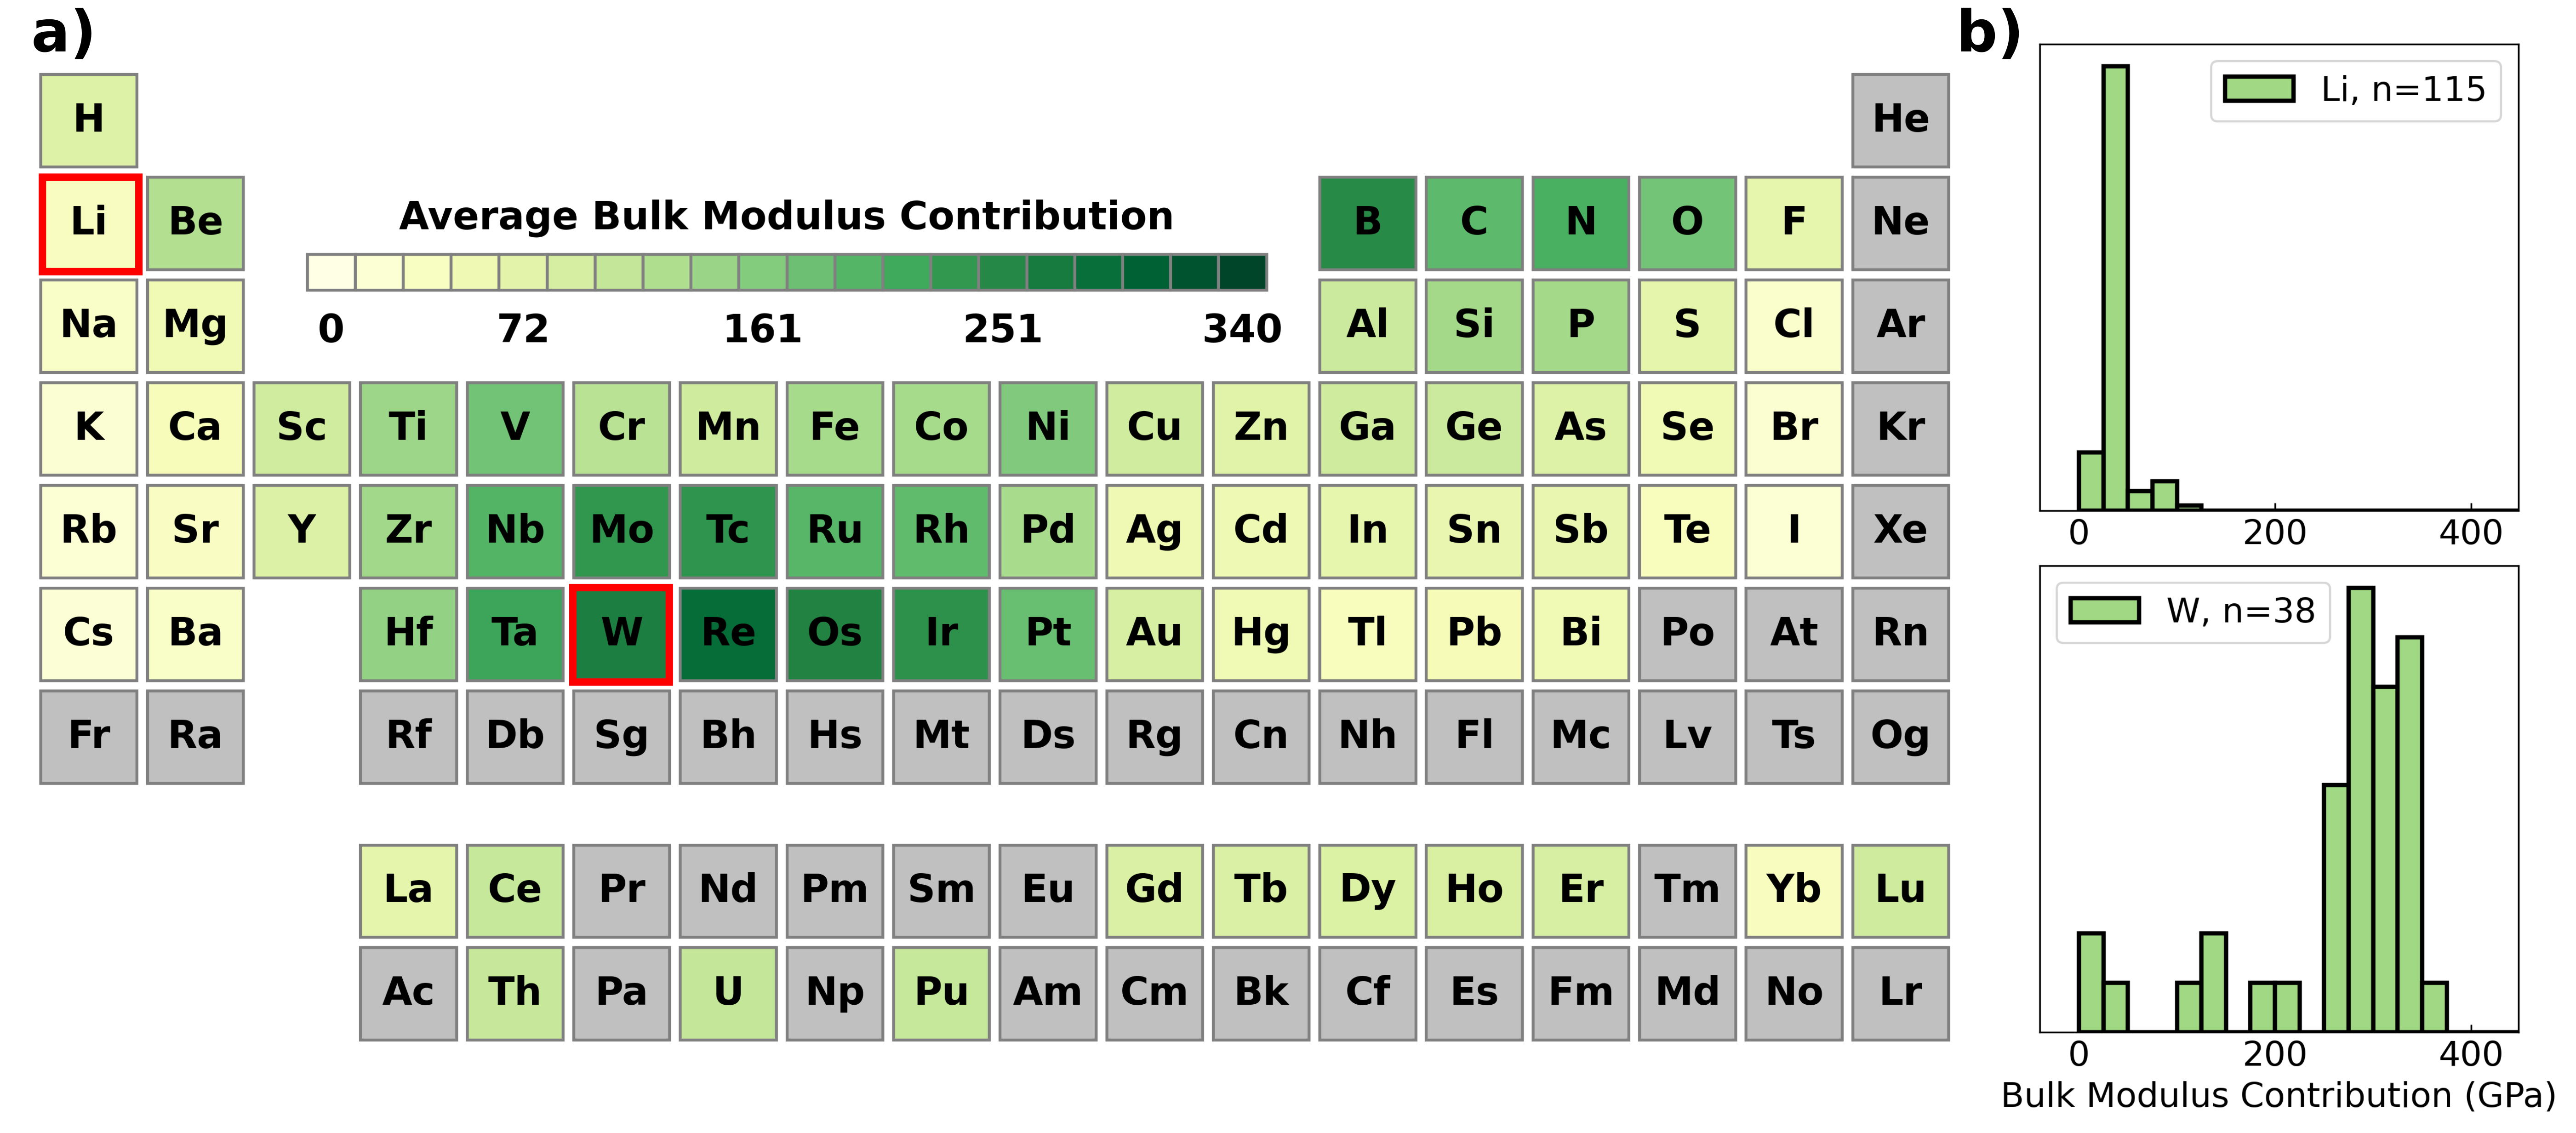 a)
H He
Li Be B C N O F Ne
Average Bulk Modulus Contribution
Na Mg Al Si P S Cl Ar
0 72 161 251 340
K Ca Sc Ti V Cr Mn Fe Co Ni Cu Zn Ga Ge As Se Br Kr
Rb Sr Y Zr Nb Mo Tc Ru Rh Pd Ag Cd In Sn Sb Te I Xe
Cs Ba Hf Ta W Re Os Ir Pt Au Hg Tl Pb Bi Po At Rn
Fr Ra Rf Db Sg Bh Hs Mt Ds Rg Cn Nh Fl Mc Lv Ts Og
La Ce Pr Nd Pm Sm Eu Gd Tb Dy Ho Er Tm Yb Lu
Ac Th Pa U Np Pu Am Cm Bk Cf Es Fm Md No Lr
b)
Li, n=115
0 200 400
W, n=38
0 200 400
Bulk Modulus Contribution (GPa)